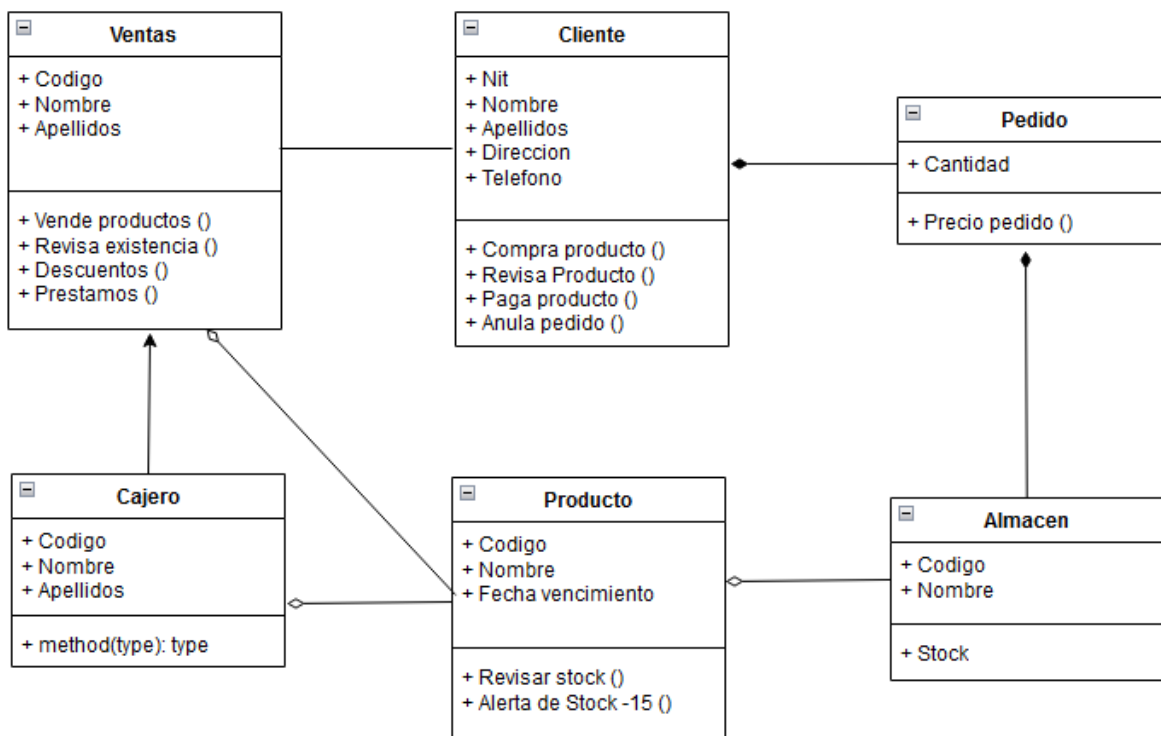 Ventas
+ Codigo
+ Nombre
+ Apellidos
+ Vende productos ()
+ Revisa existencia ()
+ Descuentos ()
+ Prestamos ()
Cliente
+ Nit
+ Nombre
+ Apellidos
+ Direccion
+ Telefono
+ Compra producto ()
+ Revisa Producto ()
+ Paga producto ()
+ Anula pedido ()
Pedido
+ Cantidad
+ Precio pedido ()
Cajero
+ Codigo
+ Nombre
+ Apellidos
+ method(type): type
Producto
+ Codigo
+ Nombre
+ Fecha vencimiento
+ Revisar stock ()
+ Alerta de Stock -15 ()
Almacen
+ Codigo
+ Nombre
+ Stock